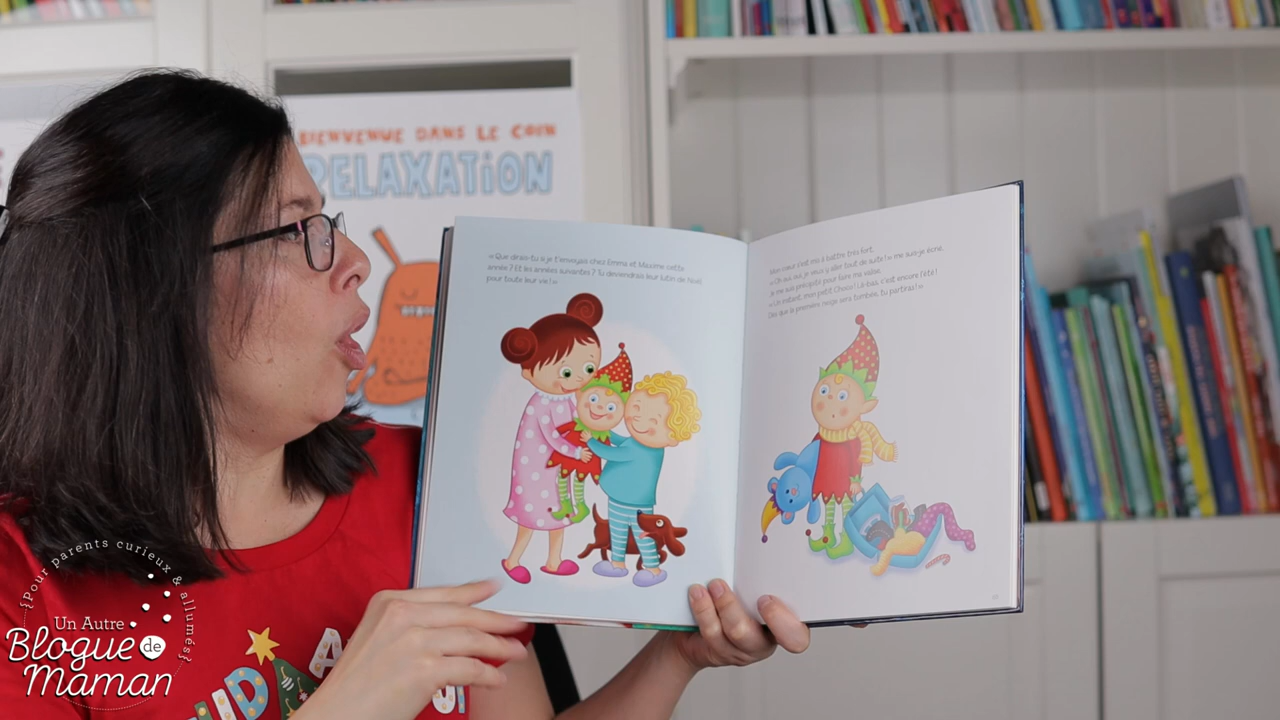 BIENVENUE DANS LE COIN
RELAXATION
« Que dirais-tu si je t'envoyais chez Emma et Maxime cette
année ? Et les années suivantes ? Tu deviendrais leur lutin de Noël
pour toute leur vie ! »
Mon cœur s'est mis à battre très fort.
« Oh oui, oui, je veux y aller tout de suite ! » me suis-je écrié.
Je me suis précipité pour faire ma valise.
« Un instant, mon petit Choco ! Là-bas, c'est encore l'été !
Dès que la première neige sera tombée, tu partiras ! »
{Pour parents curieux & allumés}
Un Autre
Blogue de
Maman